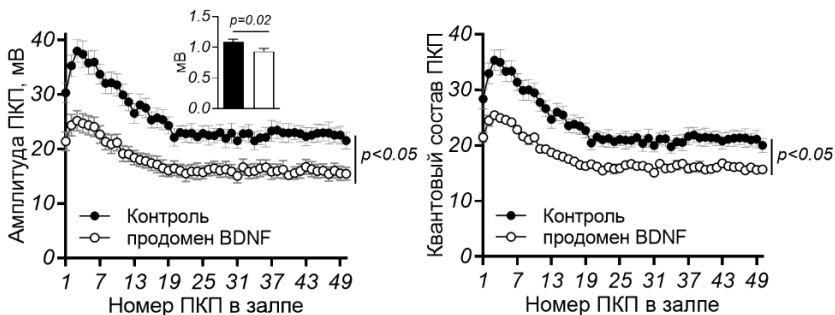 Амплитуда ПКП, мВ
40
30
20
10
0
1 7 13 19 25 31 37 43 49
Номер ПКП в залпе
Контроль
продомен BDNF
p<0.05
мВ
1.5
1.0
0.5
0.0
p=0.02
Квантовый состав ПКП
40
30
20
10
0
1 7 13 19 25 31 37 43 49
Номер ПКП в залпе
Контроль
продомен BDNF
p<0.05